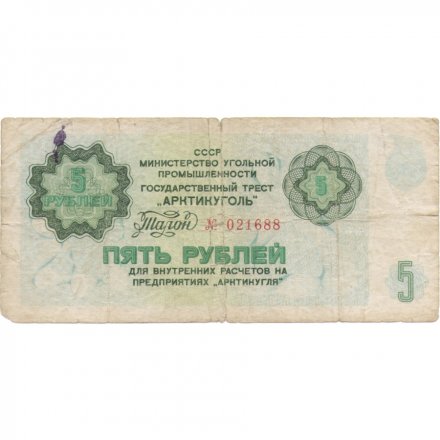 5
РУБЛЕЙ
СССР
МИНИСТЕРСТВО УГОЛЬНОЙ
ПРОМЫШЛЕННОСТИ
ГОСУДАРСТВЕННЫЙ ТРЕСТ
„АРКТИКУГОЛЬ"
Талон № 021688
5
ПЯТЬ РУБЛЕЙ
ДЛЯ ВНУТРЕННИХ РАСЧЕТОВ НА
ПРЕДПРИЯТИЯХ „АРКТИКУГЛЯ"
5